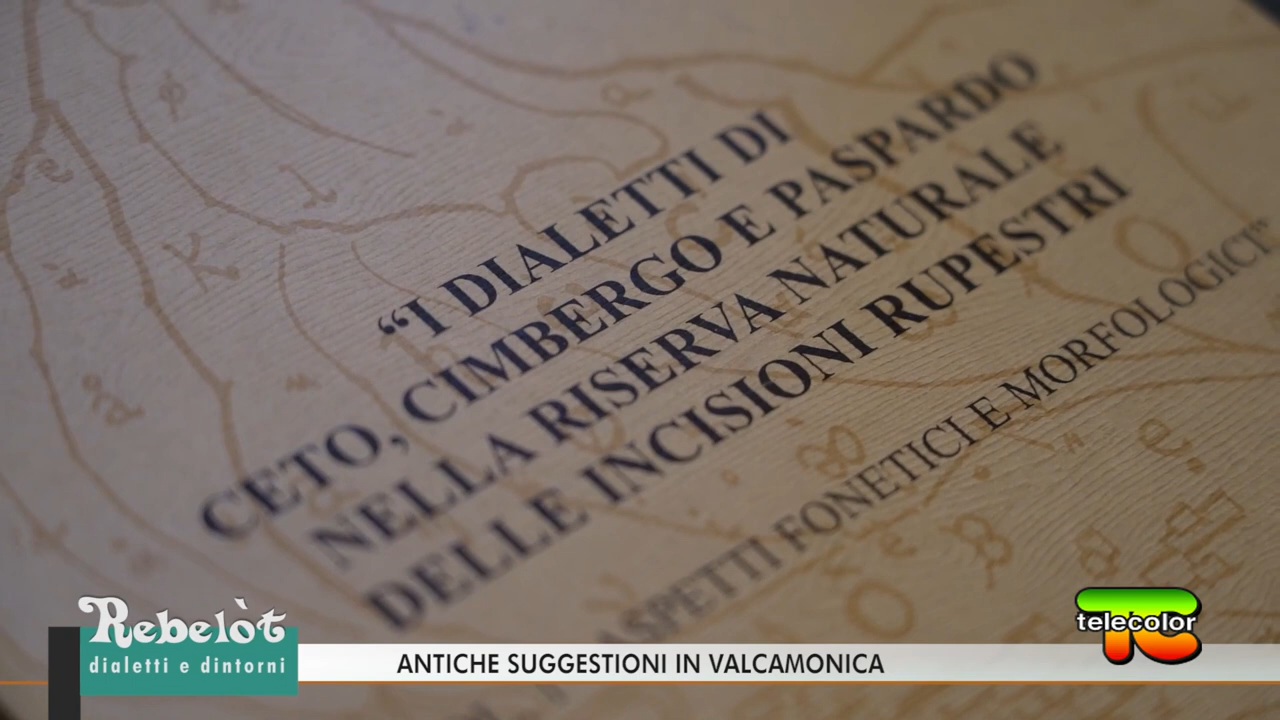 “I DIALETTI DI
CETO, CIMBERGO E PASPARDO
NELLA RISERVA NATURALE
DELLE INCISIONI RUPESTRI
ASPETTI FONETICI E MORFOLOGICI”
Rebelòt
dialetti e dintorni
ANTICHE SUGGESTIONI IN VALCAMONICA
telecolor